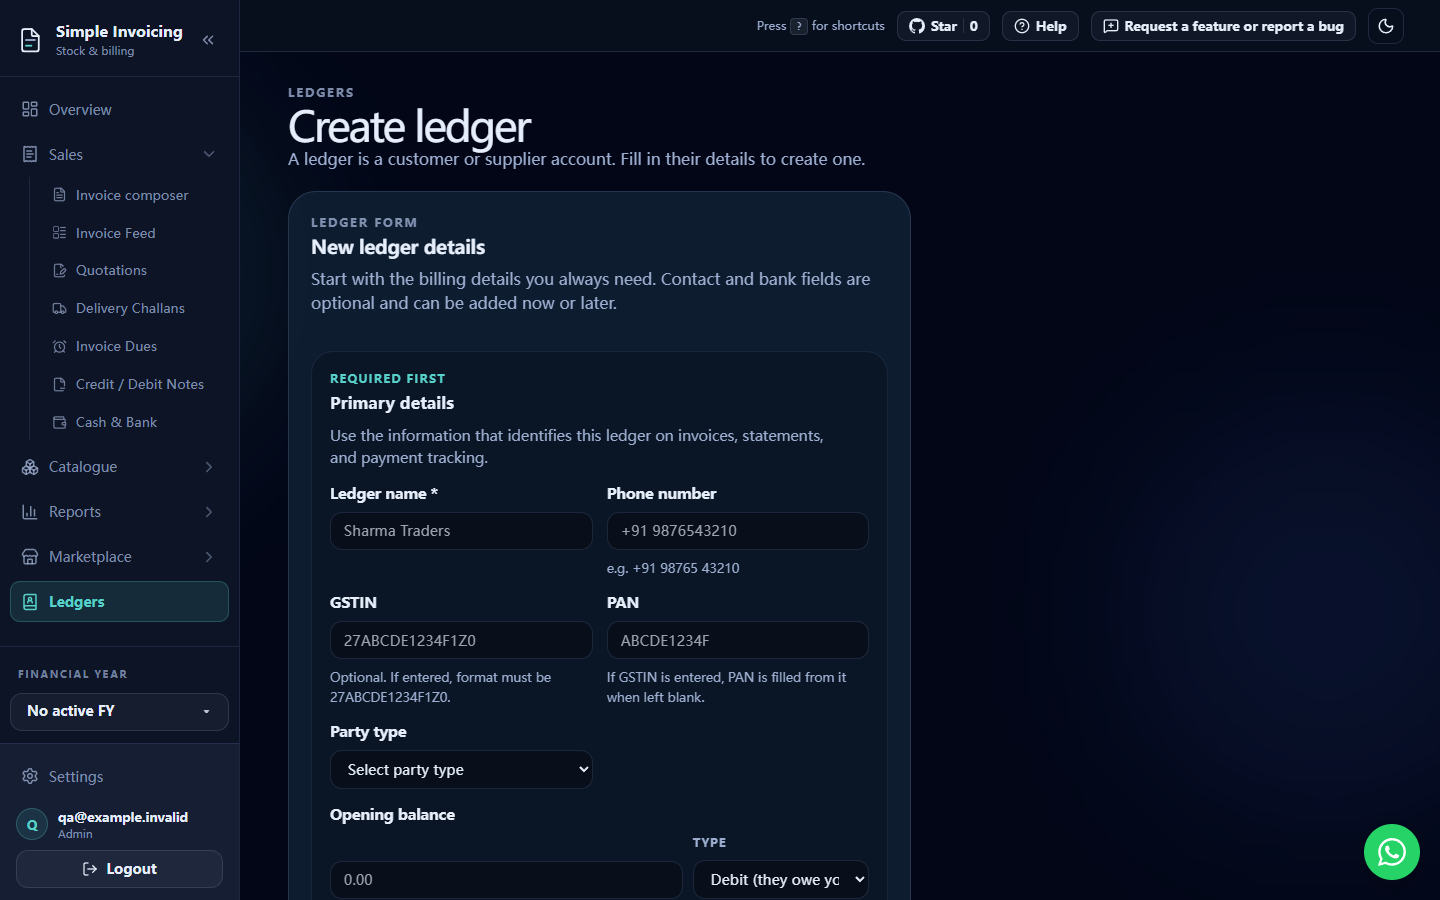 Simple Invoicing
Stock & billing
Overview
Sales
Invoice composer
Invoice Feed
Quotations
Delivery Challans
Invoice Dues
Credit / Debit Notes
Cash & Bank
Catalogue
Reports
Marketplace
Ledgers
FINANCIAL YEAR
No active FY
Settings
Q
qa@example.invalid
Admin
Logout
Press ? for shortcuts
Star 0
Help
Request a feature or report a bug
LEDGERS
Create ledger
A ledger is a customer or supplier account. Fill in their details to create one.
LEDGER FORM
New ledger details
Start with the billing details you always need. Contact and bank fields are
optional and can be added now or later.
REQUIRED FIRST
Primary details
Use the information that identifies this ledger on invoices, statements,
and payment tracking.
Ledger name *
Sharma Traders
Phone number
+91 9876543210
e.g. +91 98765 43210
GSTIN
27ABCDE1234F1Z0
Optional. If entered, format must be
27ABCDE1234F1Z0.
PAN
ABCDE1234F
If GSTIN is entered, PAN is filled from it
when left blank.
Party type
Select party type
Opening balance
0.00
TYPE
Debit (they owe yo